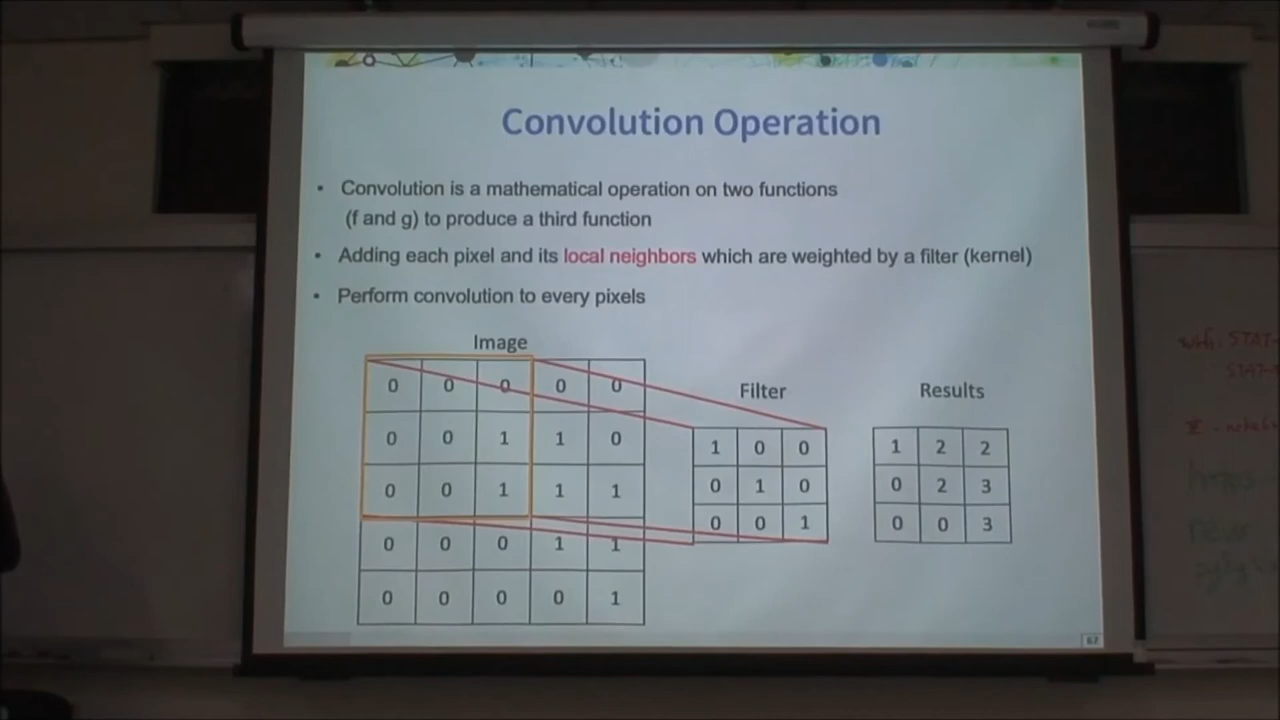 Convolution Operation
• Convolution is a mathematical operation on two functions
(f and g) to produce a third function
• Adding each pixel and its local neighbors which are weighted by a filter (kernel)
• Perform convolution to every pixels
Image
0 0 0 0 0
0 0 1 1 0
0 0 1 1 1
0 0 0 1 1
0 0 0 0 1
Filter
1 0 0
0 1 0
0 0 1
Results
1 2 2
0 2 3
0 0 3
67
STAT
STAT